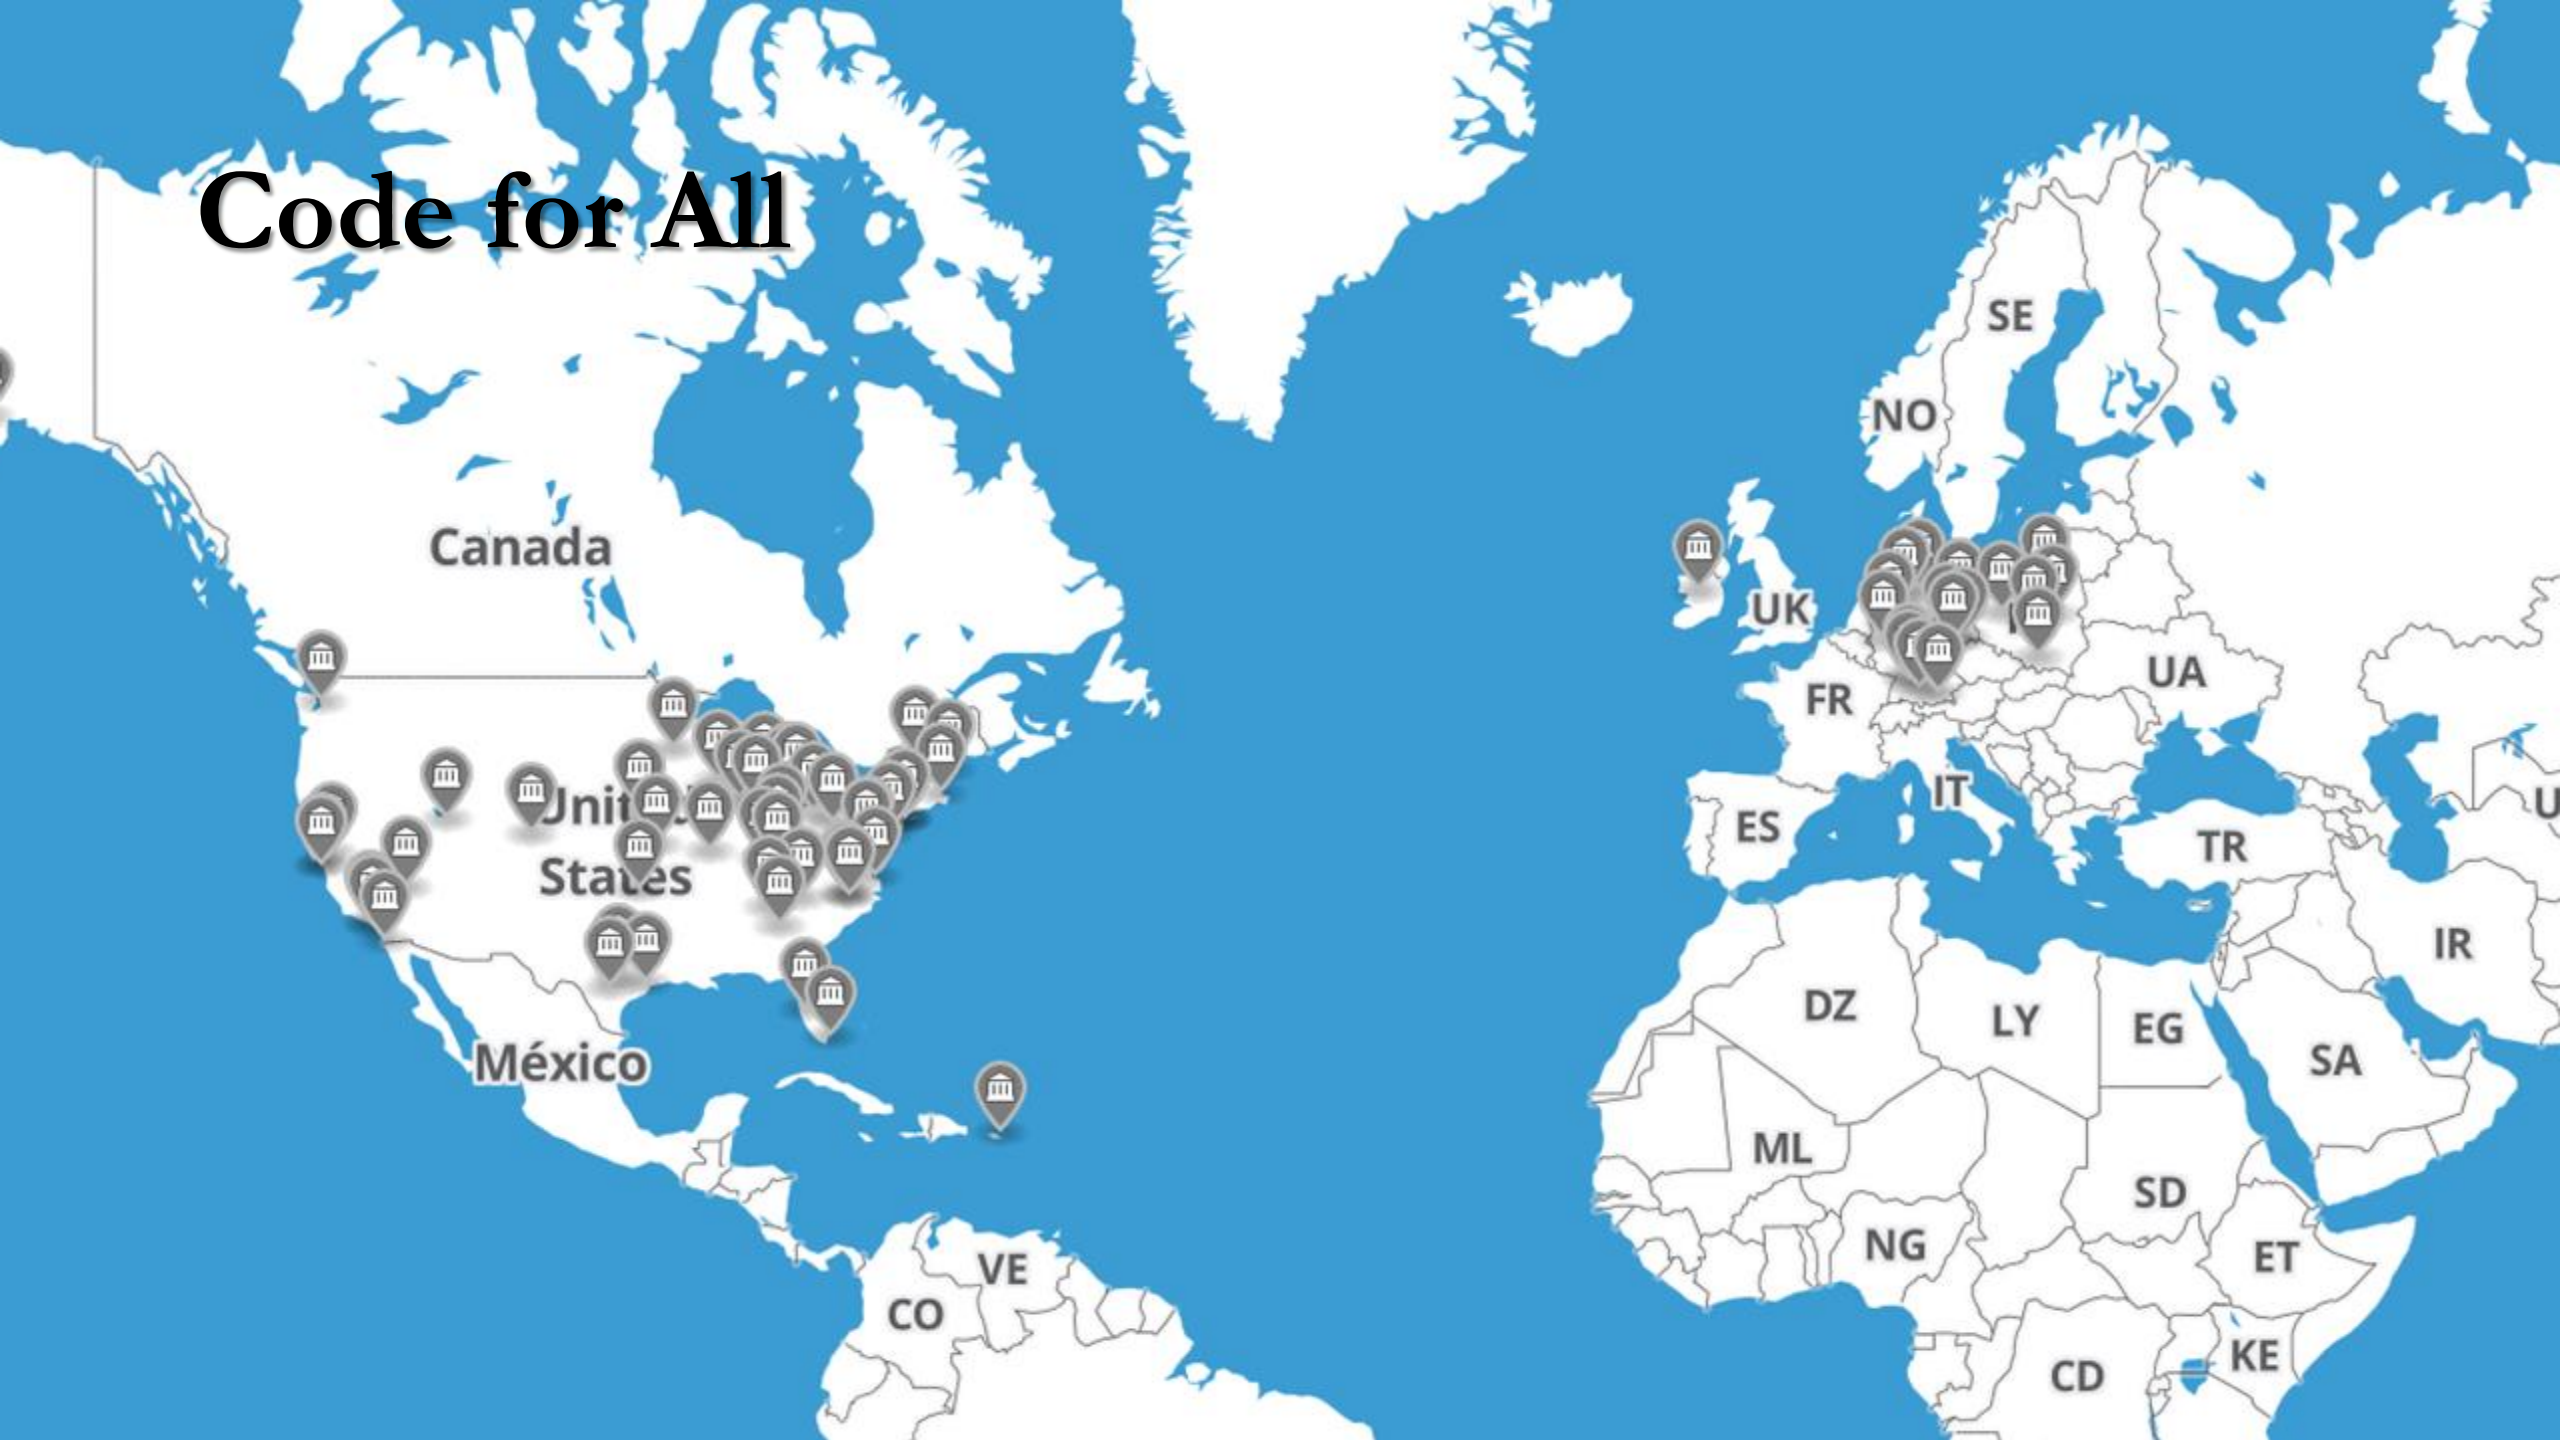 Code for All
SE
NO
Canada
UK
UA
FR
IT
United
States
ES
TR
IR
DZ
LY
EG
SA
México
ML
SD
NG
ET
VE
CO
KE
CD